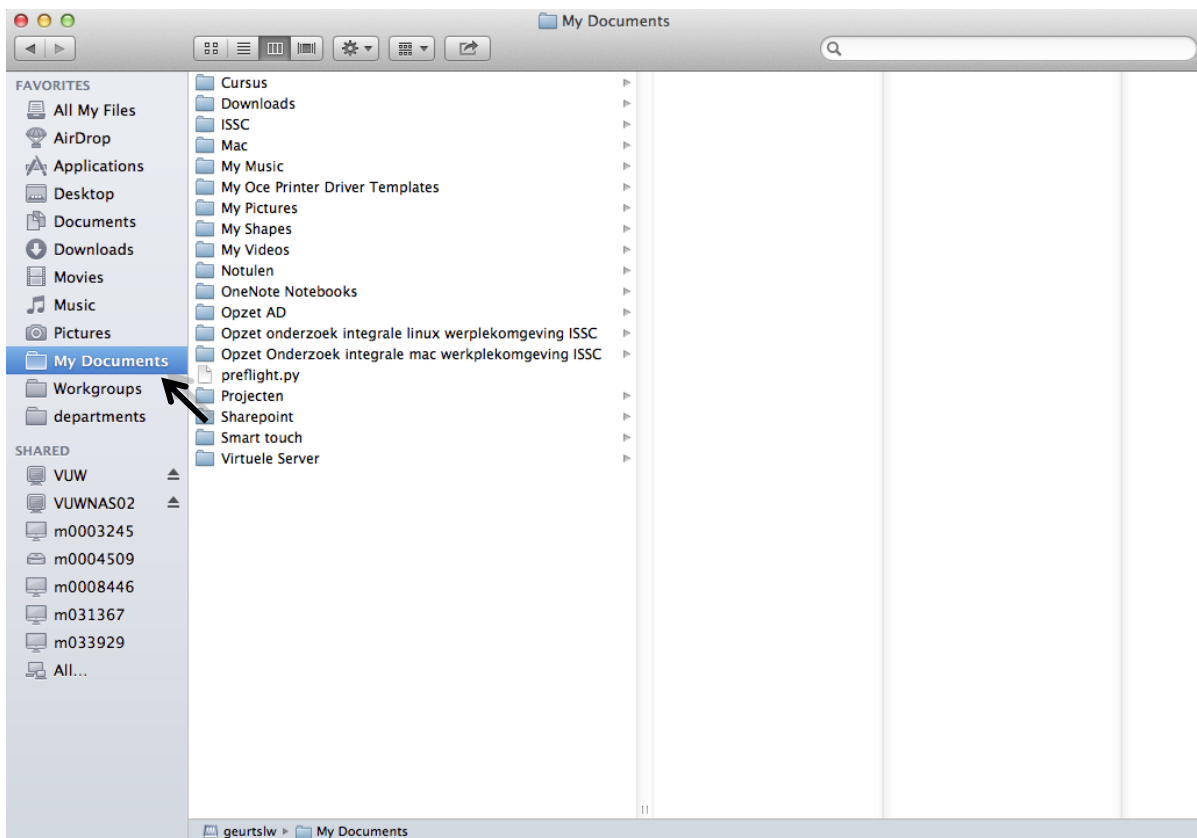 My Documents
FAVORITES
All My Files
AirDrop
Applications
Desktop
Documents
Downloads
Movies
Music
Pictures
My Documents
Workgroups
departments
SHARED
VUW
VUWNAS02
m0003245
m0004509
m0008446
m031367
m033929
All...
Cursus
Downloads
ISSC
Mac
My Music
My Oce Printer Driver Templates
My Pictures
My Shapes
My Videos
Notulen
OneNote Notebooks
Opzet AD
Opzet onderzoek integrale linux werplekomgeving ISSC
Opzet Onderzoek integrale mac werkplekomgeving ISSC
preflight.py
Projecten
Sharepoint
Smart touch
Virtuele Server
geurtslw ▸ My Documents